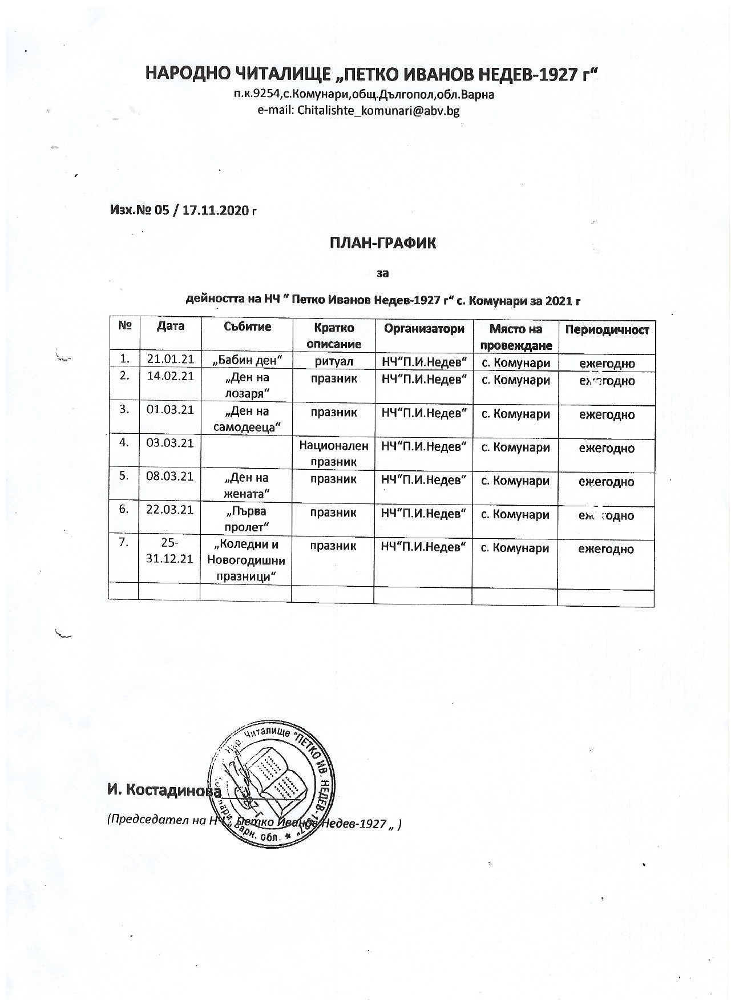 НАРОДНО ЧИТАЛИЩЕ „ПЕТКО ИВАНОВ НЕДЕВ-1927 г“
п.к.9254,с.Комунари,общ.Дългопол,обл.Варна
e-mail: Chitalishte_komunari@abv.bg
Изх.№ 05 / 17.11.2020 г
ПЛАН-ГРАФИК
за
дейността на НЧ “ Петко Иванов Недев-1927 г“ с. Комунари за 2021 г
№ Дата Събитие Кратко описание Организатори Място на провеждане Периодичност
1. 21.01.21 „Бабин ден“ ритуал НЧ“П.И.Недев“ с. Комунари ежегодно
2. 14.02.21 „Ден на лозаря“ празник НЧ“П.И.Недев“ с. Комунари ежегодно
3. 01.03.21 „Ден на самодееца“ празник НЧ“П.И.Недев“ с. Комунари ежегодно
4. 03.03.21 Национален празник НЧ“П.И.Недев“ с. Комунари ежегодно
5. 08.03.21 „Ден на жената“ празник НЧ“П.И.Недев“ с. Комунари ежегодно
6. 22.03.21 „Първа пролет“ празник НЧ“П.И.Недев“ с. Комунари ежегодно
7. 25-31.12.21 „Коледни и Новогодишни празници“ празник НЧ“П.И.Недев“ с. Комунари ежегодно
Нар. Читалище "ПЕТКО ИВ. НЕДЕВ-1927"
Варн. обл.
И. Костадинова
(Председател на НЧ „ Петко Иванов Недев-1927 „ )